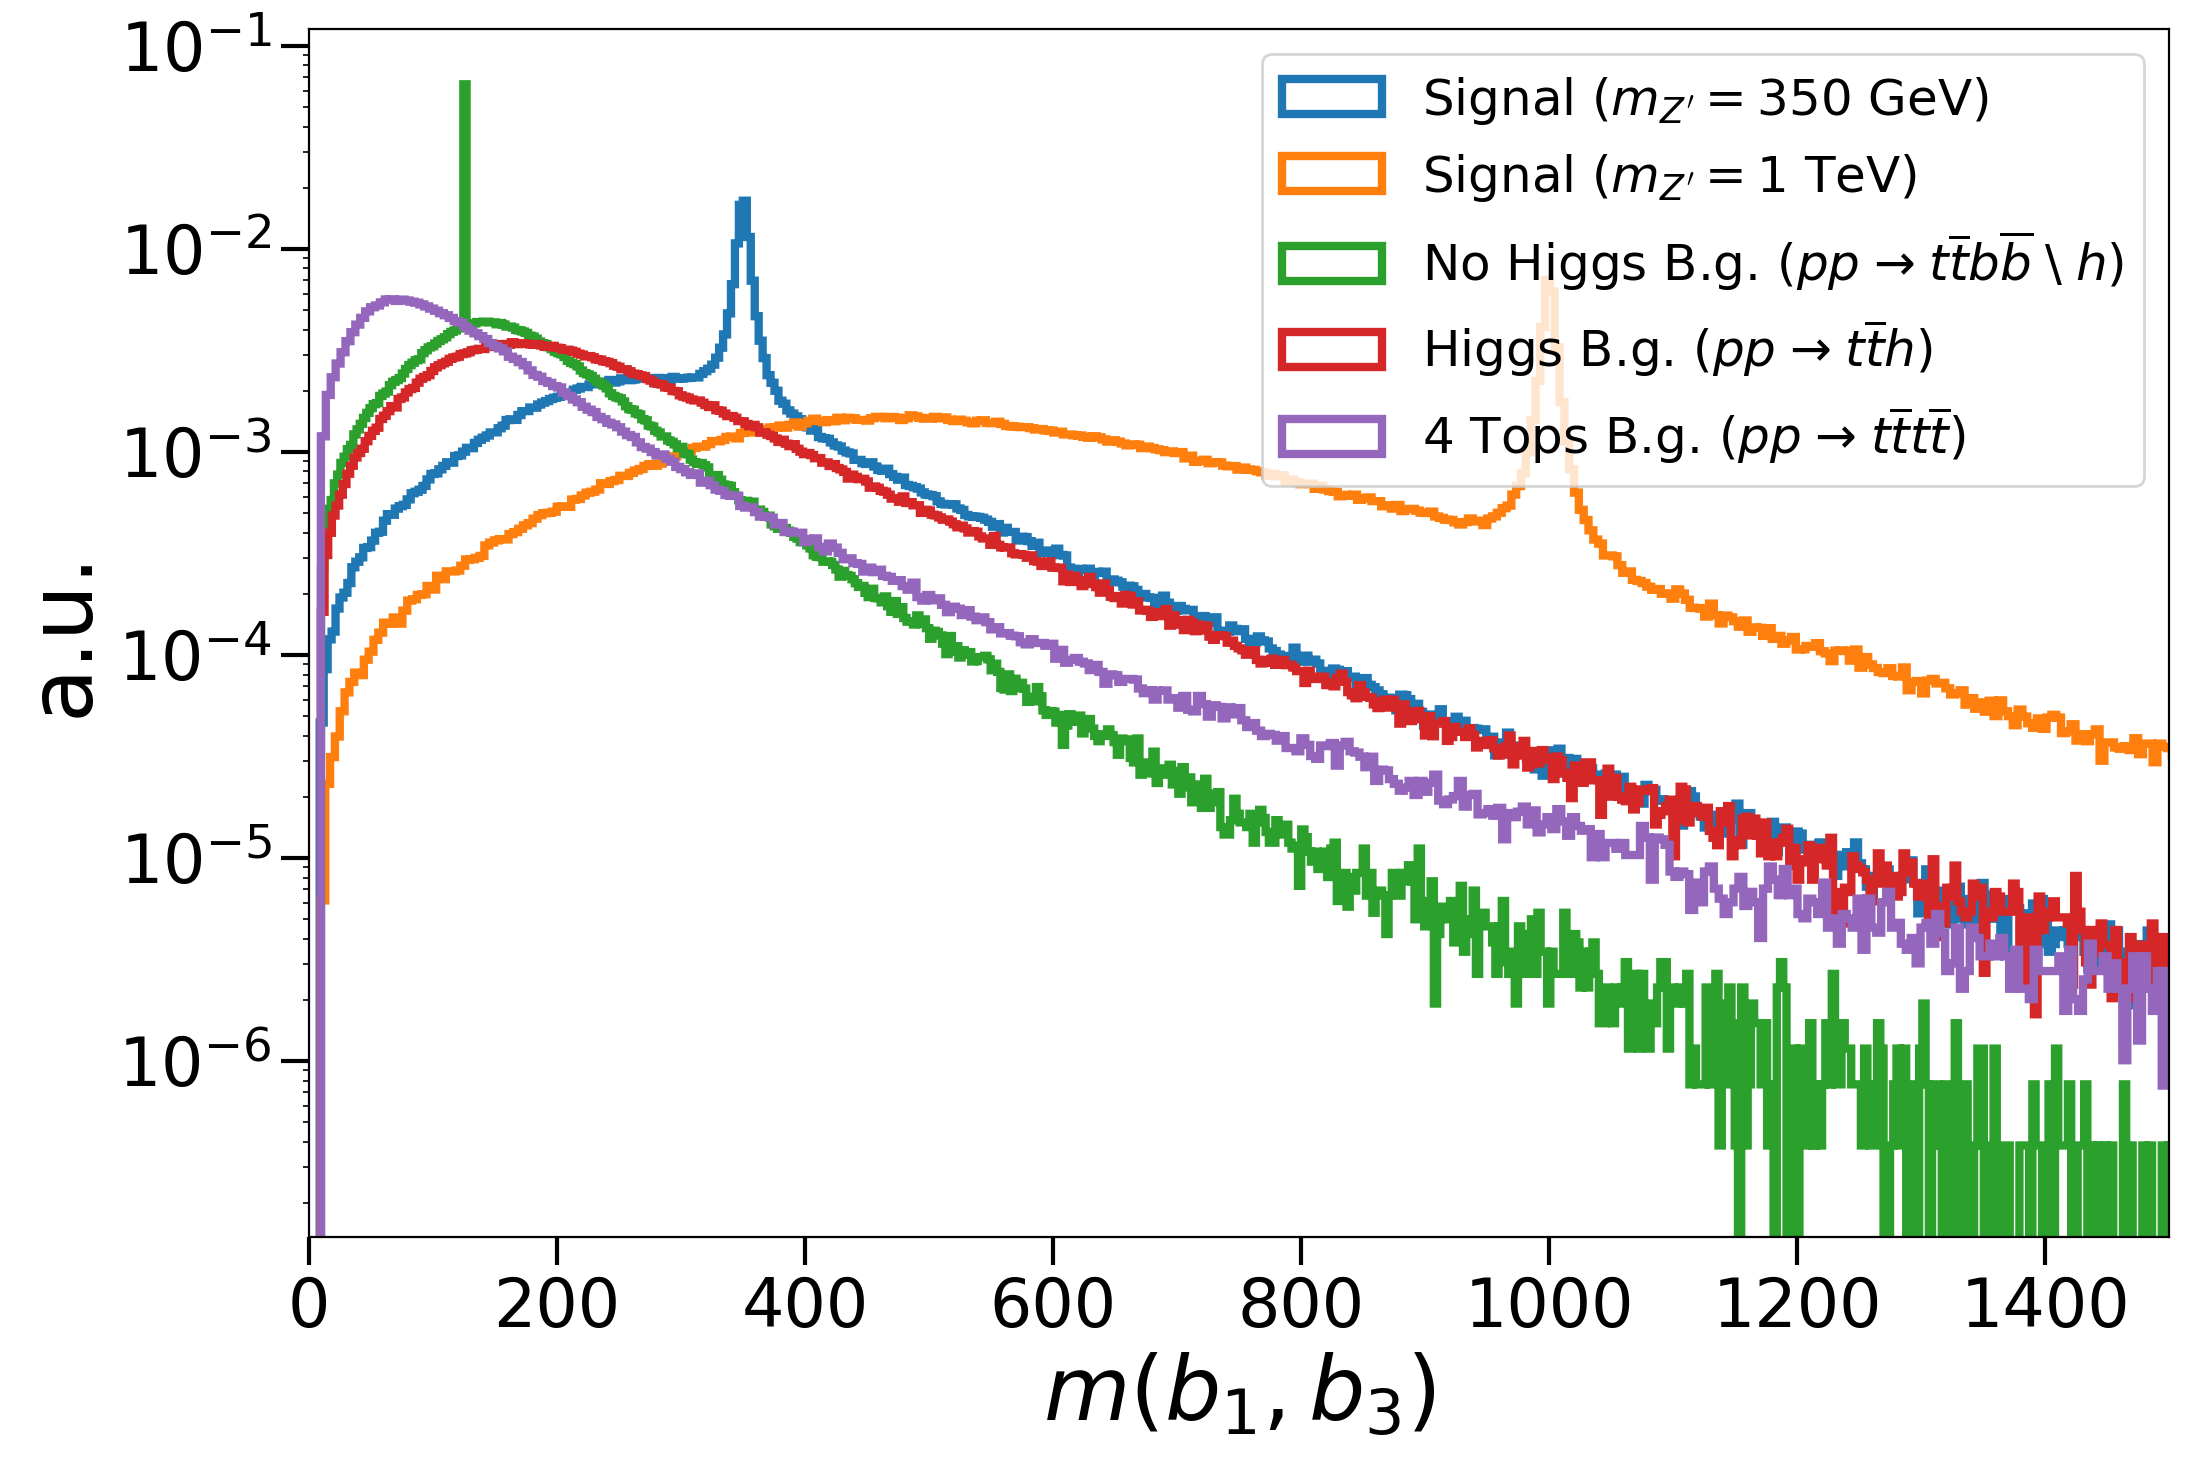 10⁻¹
10⁻²
10⁻³
10⁻⁴
10⁻⁵
10⁻⁶
a.u.
Signal (m_{Z′} = 350 GeV)
Signal (m_{Z′} = 1 TeV)
No Higgs B.g. (pp → tt̅bb̅ \ h)
Higgs B.g. (pp → tt̅h)
4 Tops B.g. (pp → tt̅tt̅)
0 200 400 600 800 1000 1200 1400
m(b₁, b₃)